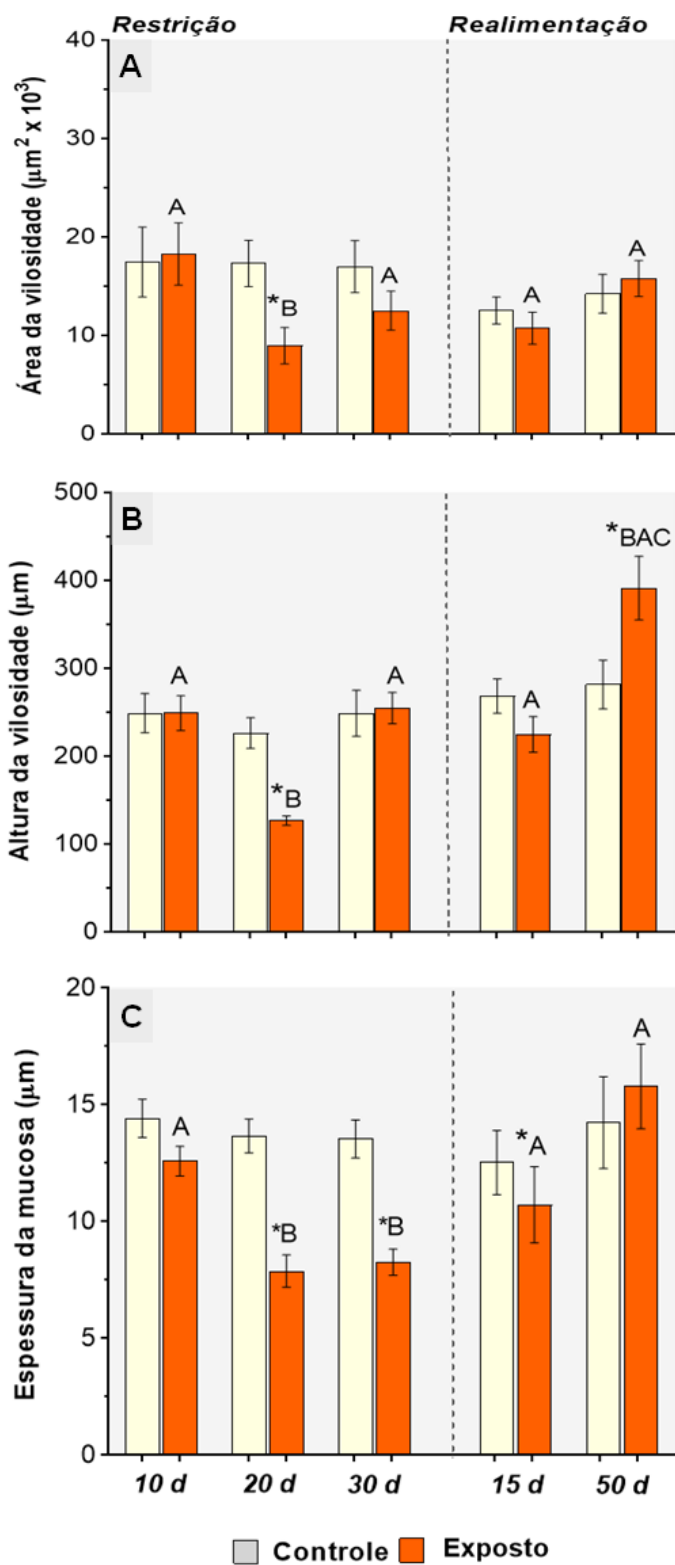 Restrição Realimentação
A
Área da vilosidade (μm² x 10³)
40
30
20
10
0
A
*B
A
A
A
B
Altura da vilosidade (μm)
500
400
300
200
100
0
A
*B
A
A
*BAC
C
Espessura da mucosa (μm)
20
15
10
5
0
A
*B
*B
*A
A
10 d 20 d 30 d 15 d 50 d
Controle Exposto